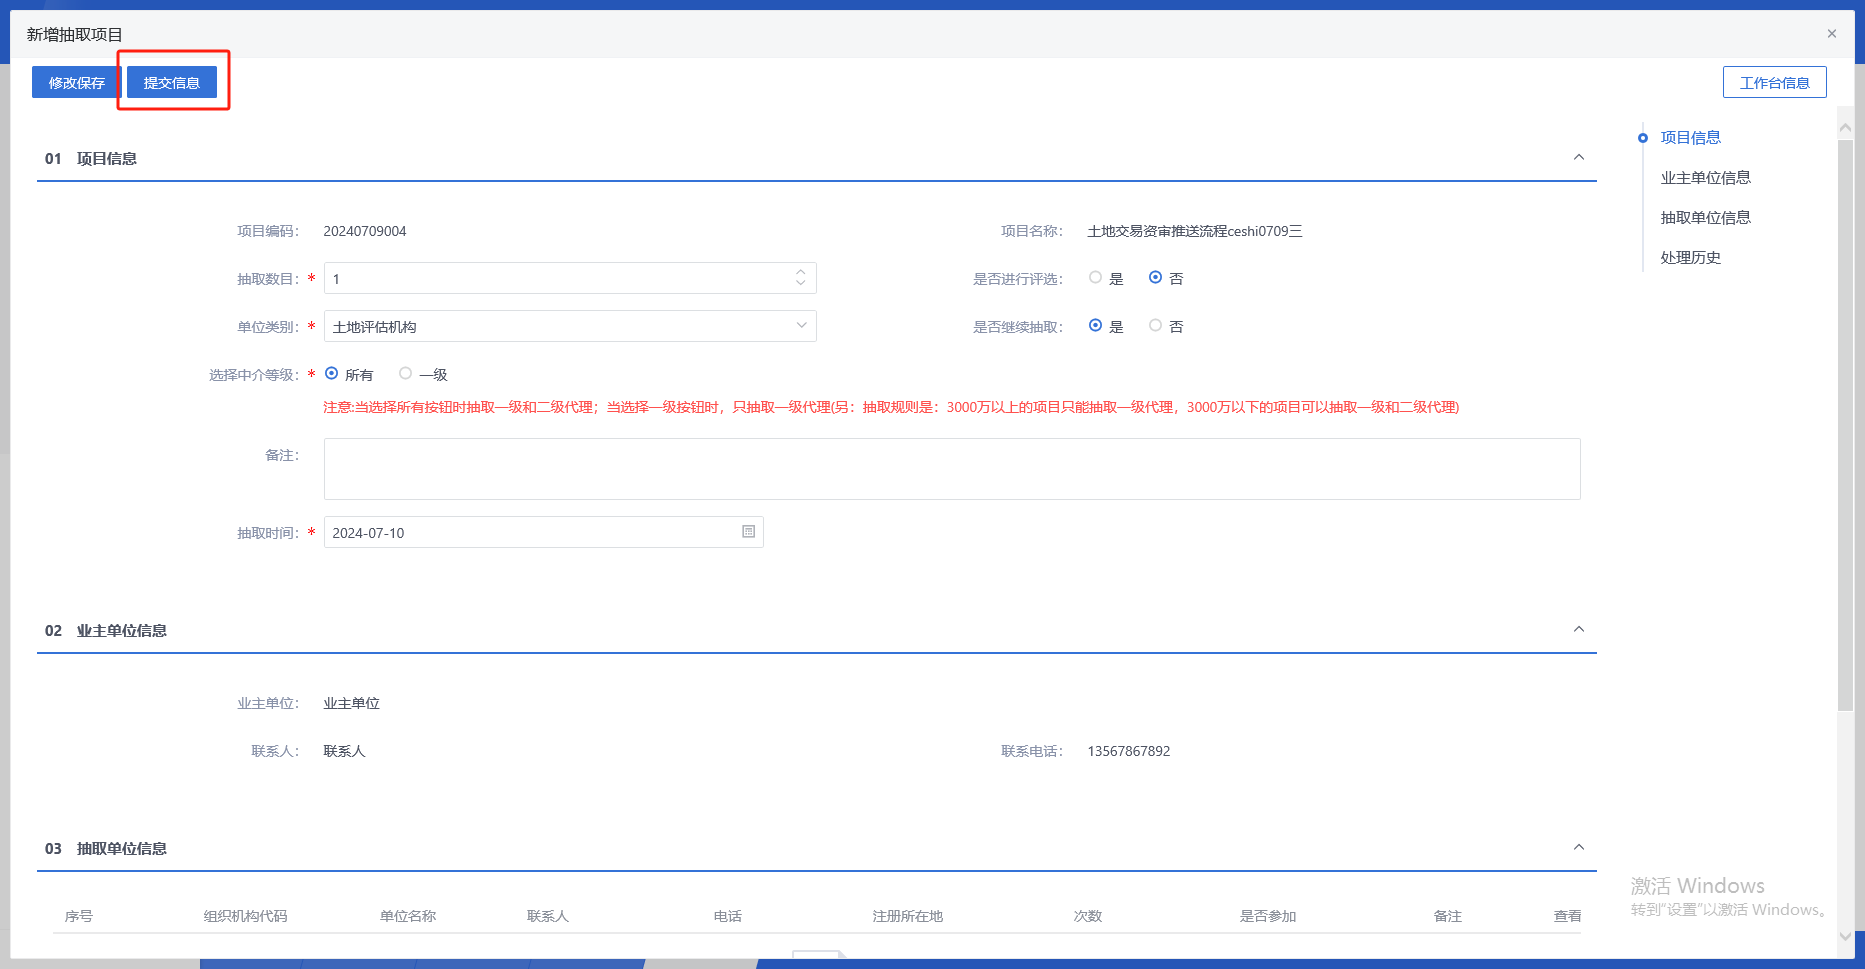 新增抽取项目
修改保存 提交信息 工作台信息
01 项目信息
项目编码： 20240709004 项目名称： 土地交易资审推送流程ceshi0709三
抽取数目：* 1 是否进行评选： 是 否
单位类别：* 土地评估机构 是否继续抽取： 是 否
选择中介等级：* 所有 一级
注意:当选择所有按钮时抽取一级和二级代理；当选择一级按钮时，只抽取一级代理(另：抽取规则是：3000万以上的项目只能抽取一级代理，3000万以下的项目可以抽取一级和二级代理)
备注：
抽取时间：* 2024-07-10
02 业主单位信息
业主单位： 业主单位
联系人： 联系人 联系电话： 13567867892
03 抽取单位信息
序号 组织机构代码 单位名称 联系人 电话 注册所在地 次数 是否参加 备注 查看
项目信息
业主单位信息
抽取单位信息
处理历史
激活 Windows
转到"设置"以激活 Windows。